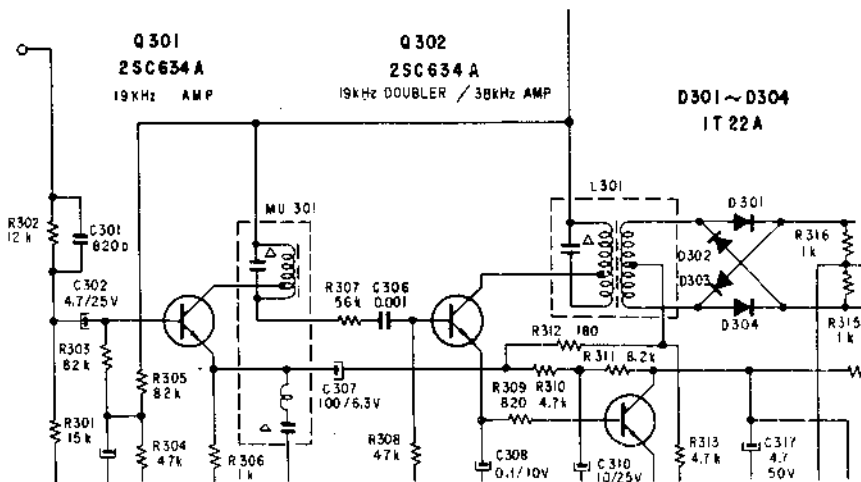 Q301
2SC634A
19KHz AMP
Q302
2SC634A
19KHz DOUBLER / 38KHz AMP
D301~D304
1T22A
L301
MU 301
D301
D302
D303
D304
R302
12k
C301
820p
C302
4.7/25V
R303
82k
R301
15k
R305
82k
R304
47k
R306
1k
R307
56k
C306
0.001
C307
100/6.3V
R308
47k
R312 180
R311 8.2k
R309
820
R310
4.7k
C308
0.1/10V
C310
10/25V
R313
4.7k
C317
4.7
50V
R316
1k
R315
1k